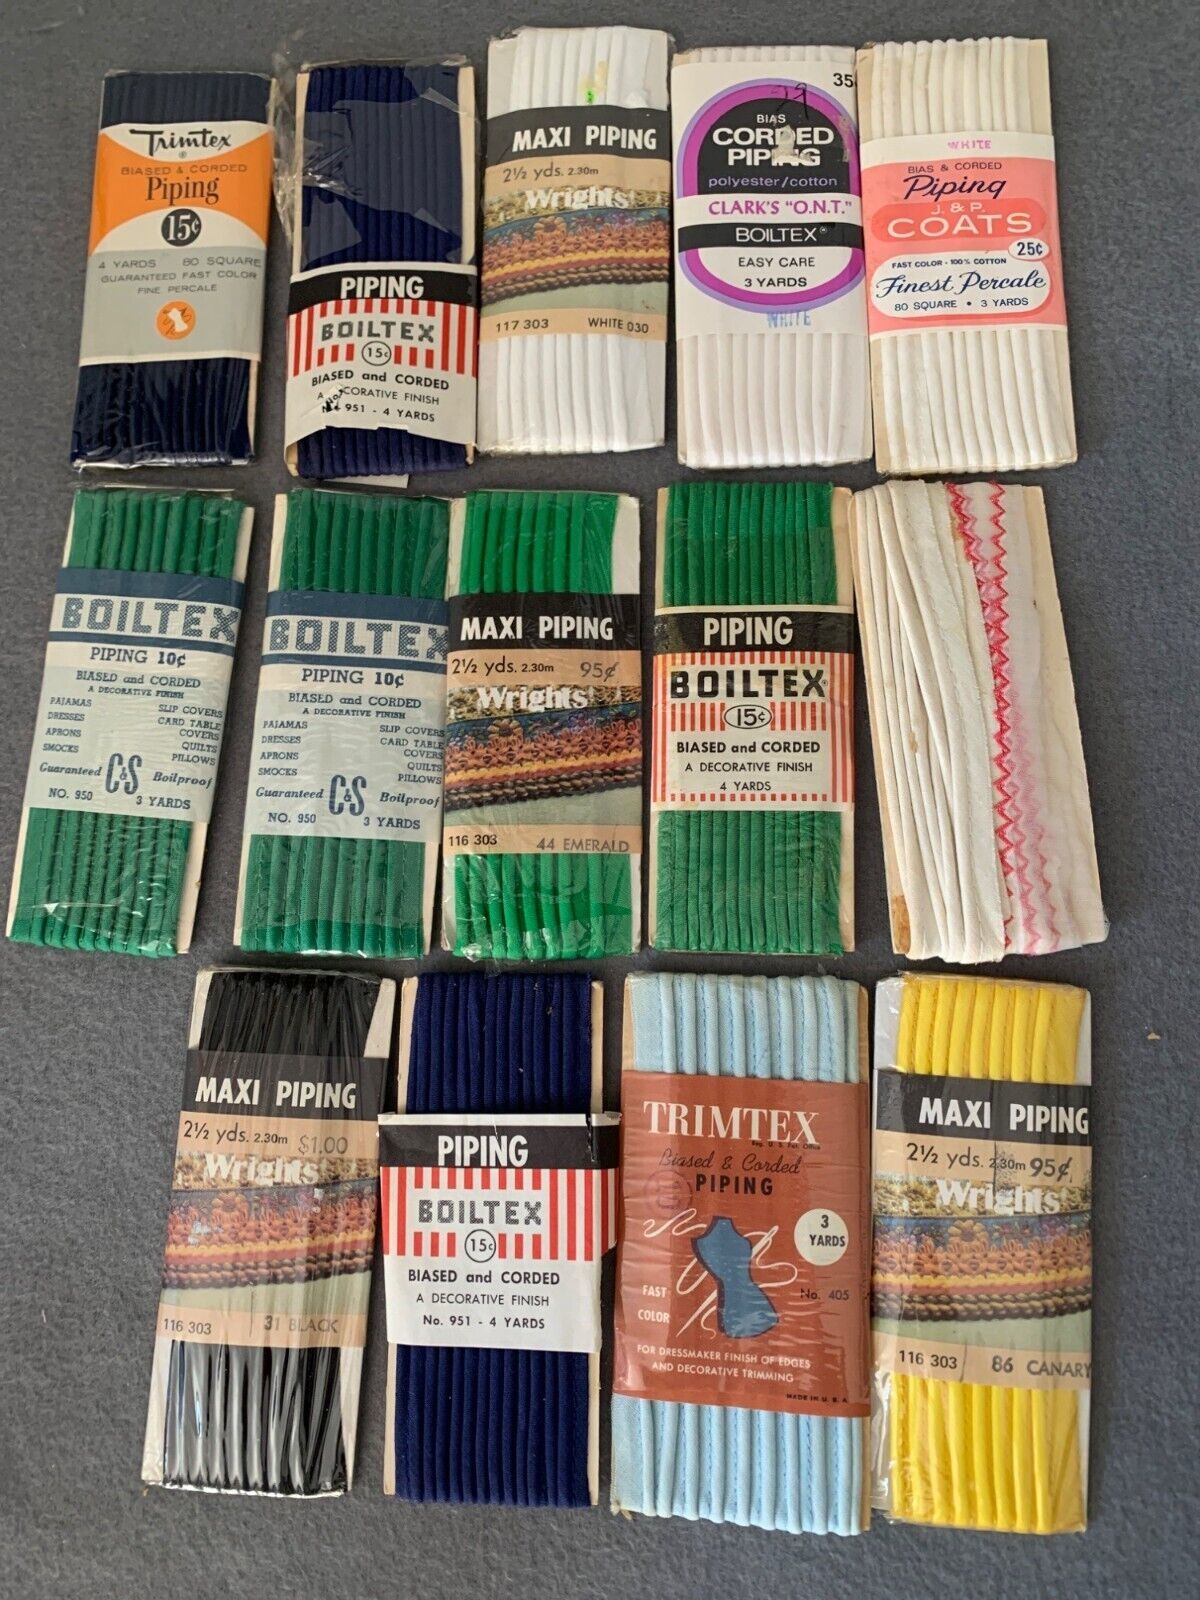 Trimtex
®
BIASED & CORDED
Piping
15¢
4 YARDS 80 SQUARE
GUARANTEED FAST COLOR
FINE PERCALE
PIPING
BOILTEX
15¢
BIASED and CORDED
A DECORATIVE FINISH
No. 951 - 4 YARDS
MAXI PIPING
2½ yds. 2.30m
Wrights
117 303 WHITE 030
35¢
29
BIAS
CORDED
PIPING
polyester/cotton
CLARK'S "O.N.T."
BOILTEX®
EASY CARE
3 YARDS
WHITE
WHITE
BIAS & CORDED
Piping
J. & P.
COATS
25¢
FAST COLOR - 100% COTTON
Finest Percale
80 SQUARE • 3 YARDS
BOILTEX
PIPING 10¢
BIASED and CORDED
A DECORATIVE FINISH
PAJAMAS
DRESSES
APRONS
SMOCKS
SLIP COVERS
CARD TABLE
COVERS
QUILTS
PILLOWS
Guaranteed C&S Boilproof
NO. 950 3 YARDS
BOILTEX
PIPING 10¢
BIASED and CORDED
A DECORATIVE FINISH
PAJAMAS
DRESSES
APRONS
SMOCKS
SLIP COVERS
CARD TABLE
COVERS
QUILTS
PILLOWS
Guaranteed C&S Boilproof
NO. 950 3 YARDS
MAXI PIPING
2½ yds. 2.30m 95¢
Wrights
116 303 44 EMERALD
PIPING
BOILTEX®
15¢
BIASED and CORDED
A DECORATIVE FINISH
4 YARDS
MAXI PIPING
2½ yds. 2.30m $1.00
Wrights
116 303 31 BLACK
PIPING
BOILTEX
15¢
BIASED and CORDED
A DECORATIVE FINISH
No. 951 - 4 YARDS
TRIMTEX
Reg. U. S. Pat. Office
Biased & Corded
PIPING
3
YARDS
No. 405
FAST
COLOR
FOR DRESSMAKER FINISH OF EDGES
AND DECORATIVE TRIMMING
MADE IN U. S. A.
MAXI PIPING
2½ yds. 2.30m 95¢
Wrights
116 303 86 CANARY